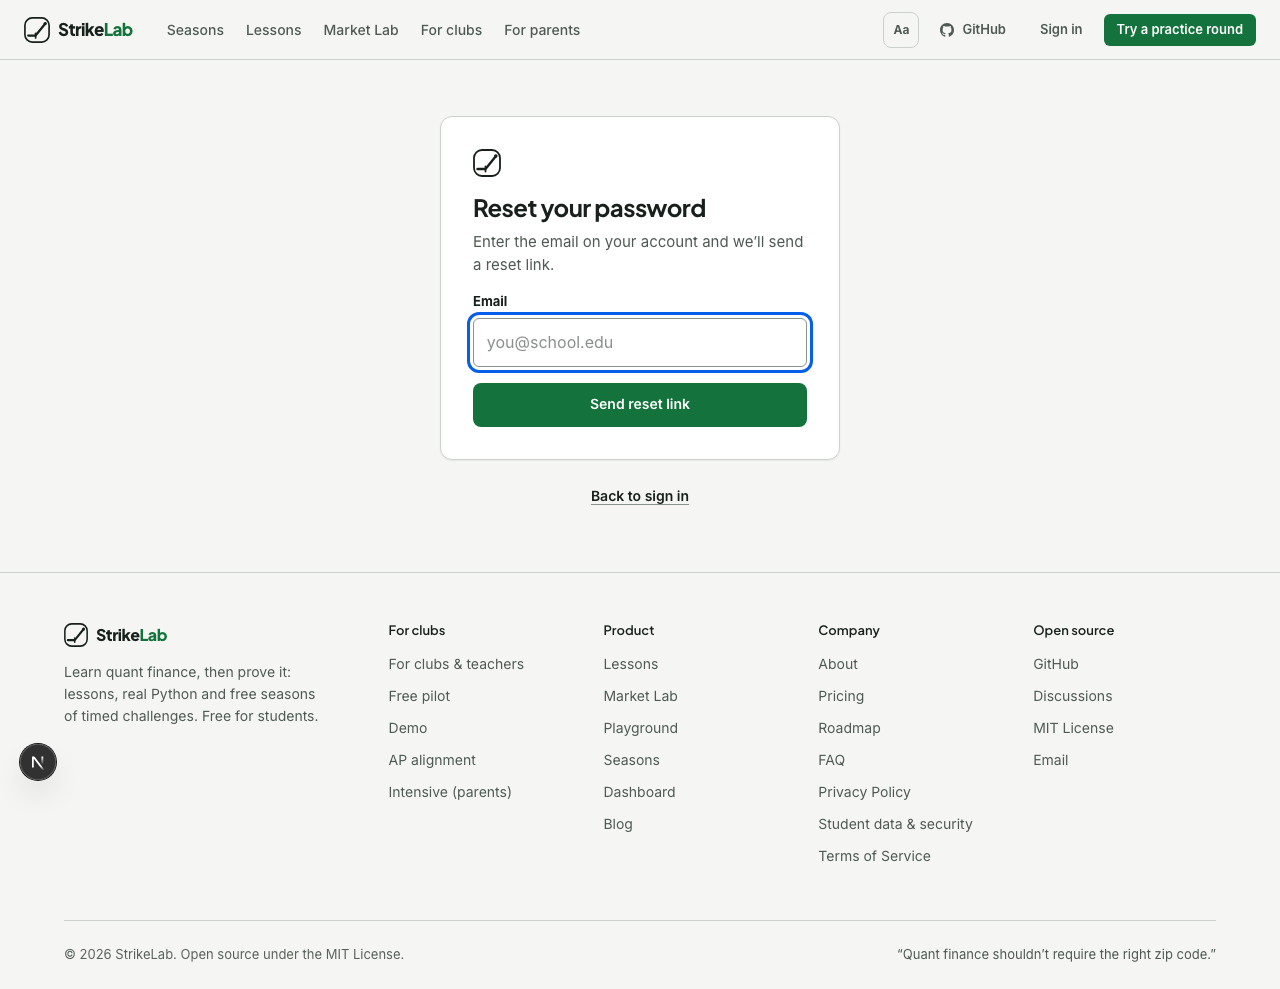 StrikeLab
Seasons
Lessons
Market Lab
For clubs
For parents
Aa
GitHub
Sign in
Try a practice round
Reset your password
Enter the email on your account and we’ll send
a reset link.
Email
you@school.edu
Send reset link
Back to sign in
StrikeLab
Learn quant finance, then prove it:
lessons, real Python and free seasons
of timed challenges. Free for students.
N
For clubs
For clubs & teachers
Free pilot
Demo
AP alignment
Intensive (parents)
Product
Lessons
Market Lab
Playground
Seasons
Dashboard
Blog
Company
About
Pricing
Roadmap
FAQ
Privacy Policy
Student data & security
Terms of Service
Open source
GitHub
Discussions
MIT License
Email
© 2026 StrikeLab. Open source under the MIT License.
“Quant finance shouldn’t require the right zip code.”